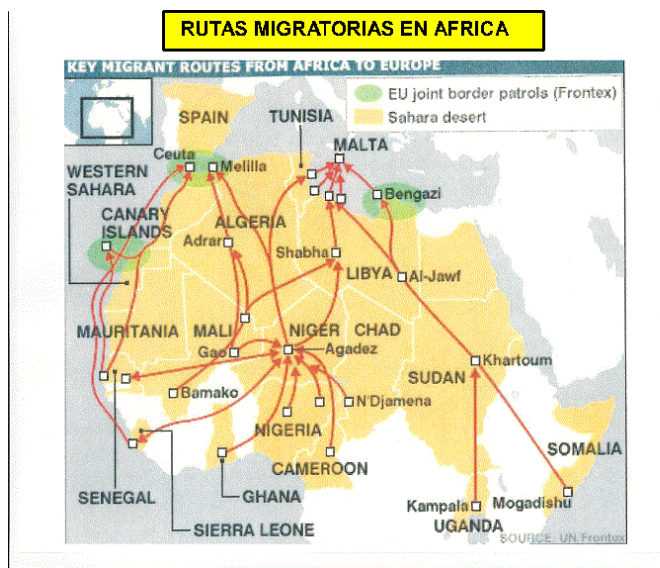 RUTAS MIGRATORIAS EN AFRICA
KEY MIGRANT ROUTES FROM AFRICA TO EUROPE
EU joint border patrols (Frontex)
Sahara desert
SPAIN
TUNISIA
MALTA
Ceuta
Melilla
WESTERN
SAHARA
Bengazi
CANARY
ISLANDS
ALGERIA
Adrar
Shabha
LIBYA
Al-Jawf
MAURITANIA
MALI
NIGER
CHAD
Gao
Agadez
Khartoum
SUDAN
Bamako
N'Djamena
NIGERIA
SOMALIA
CAMEROON
SENEGAL
GHANA
Kampala
Mogadishu
UGANDA
SIERRA LEONE
SOURCE: UN, Frontex